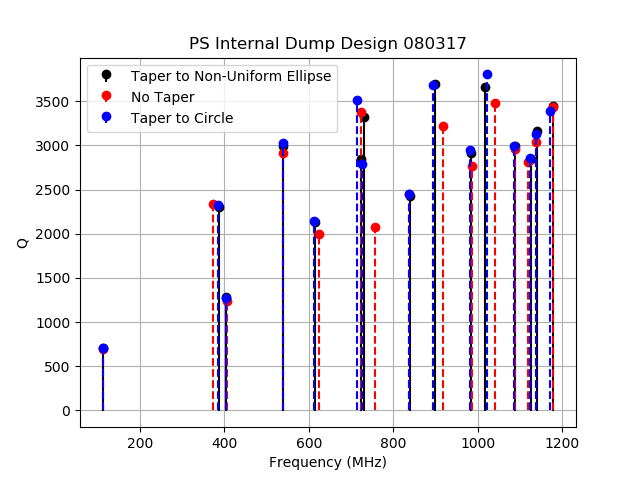 PS Internal Dump Design 080317
Taper to Non-Uniform Ellipse
No Taper
Taper to Circle
3500
3000
2500
2000
1500
1000
500
0
Q
200 400 600 800 1000 1200
Frequency (MHz)